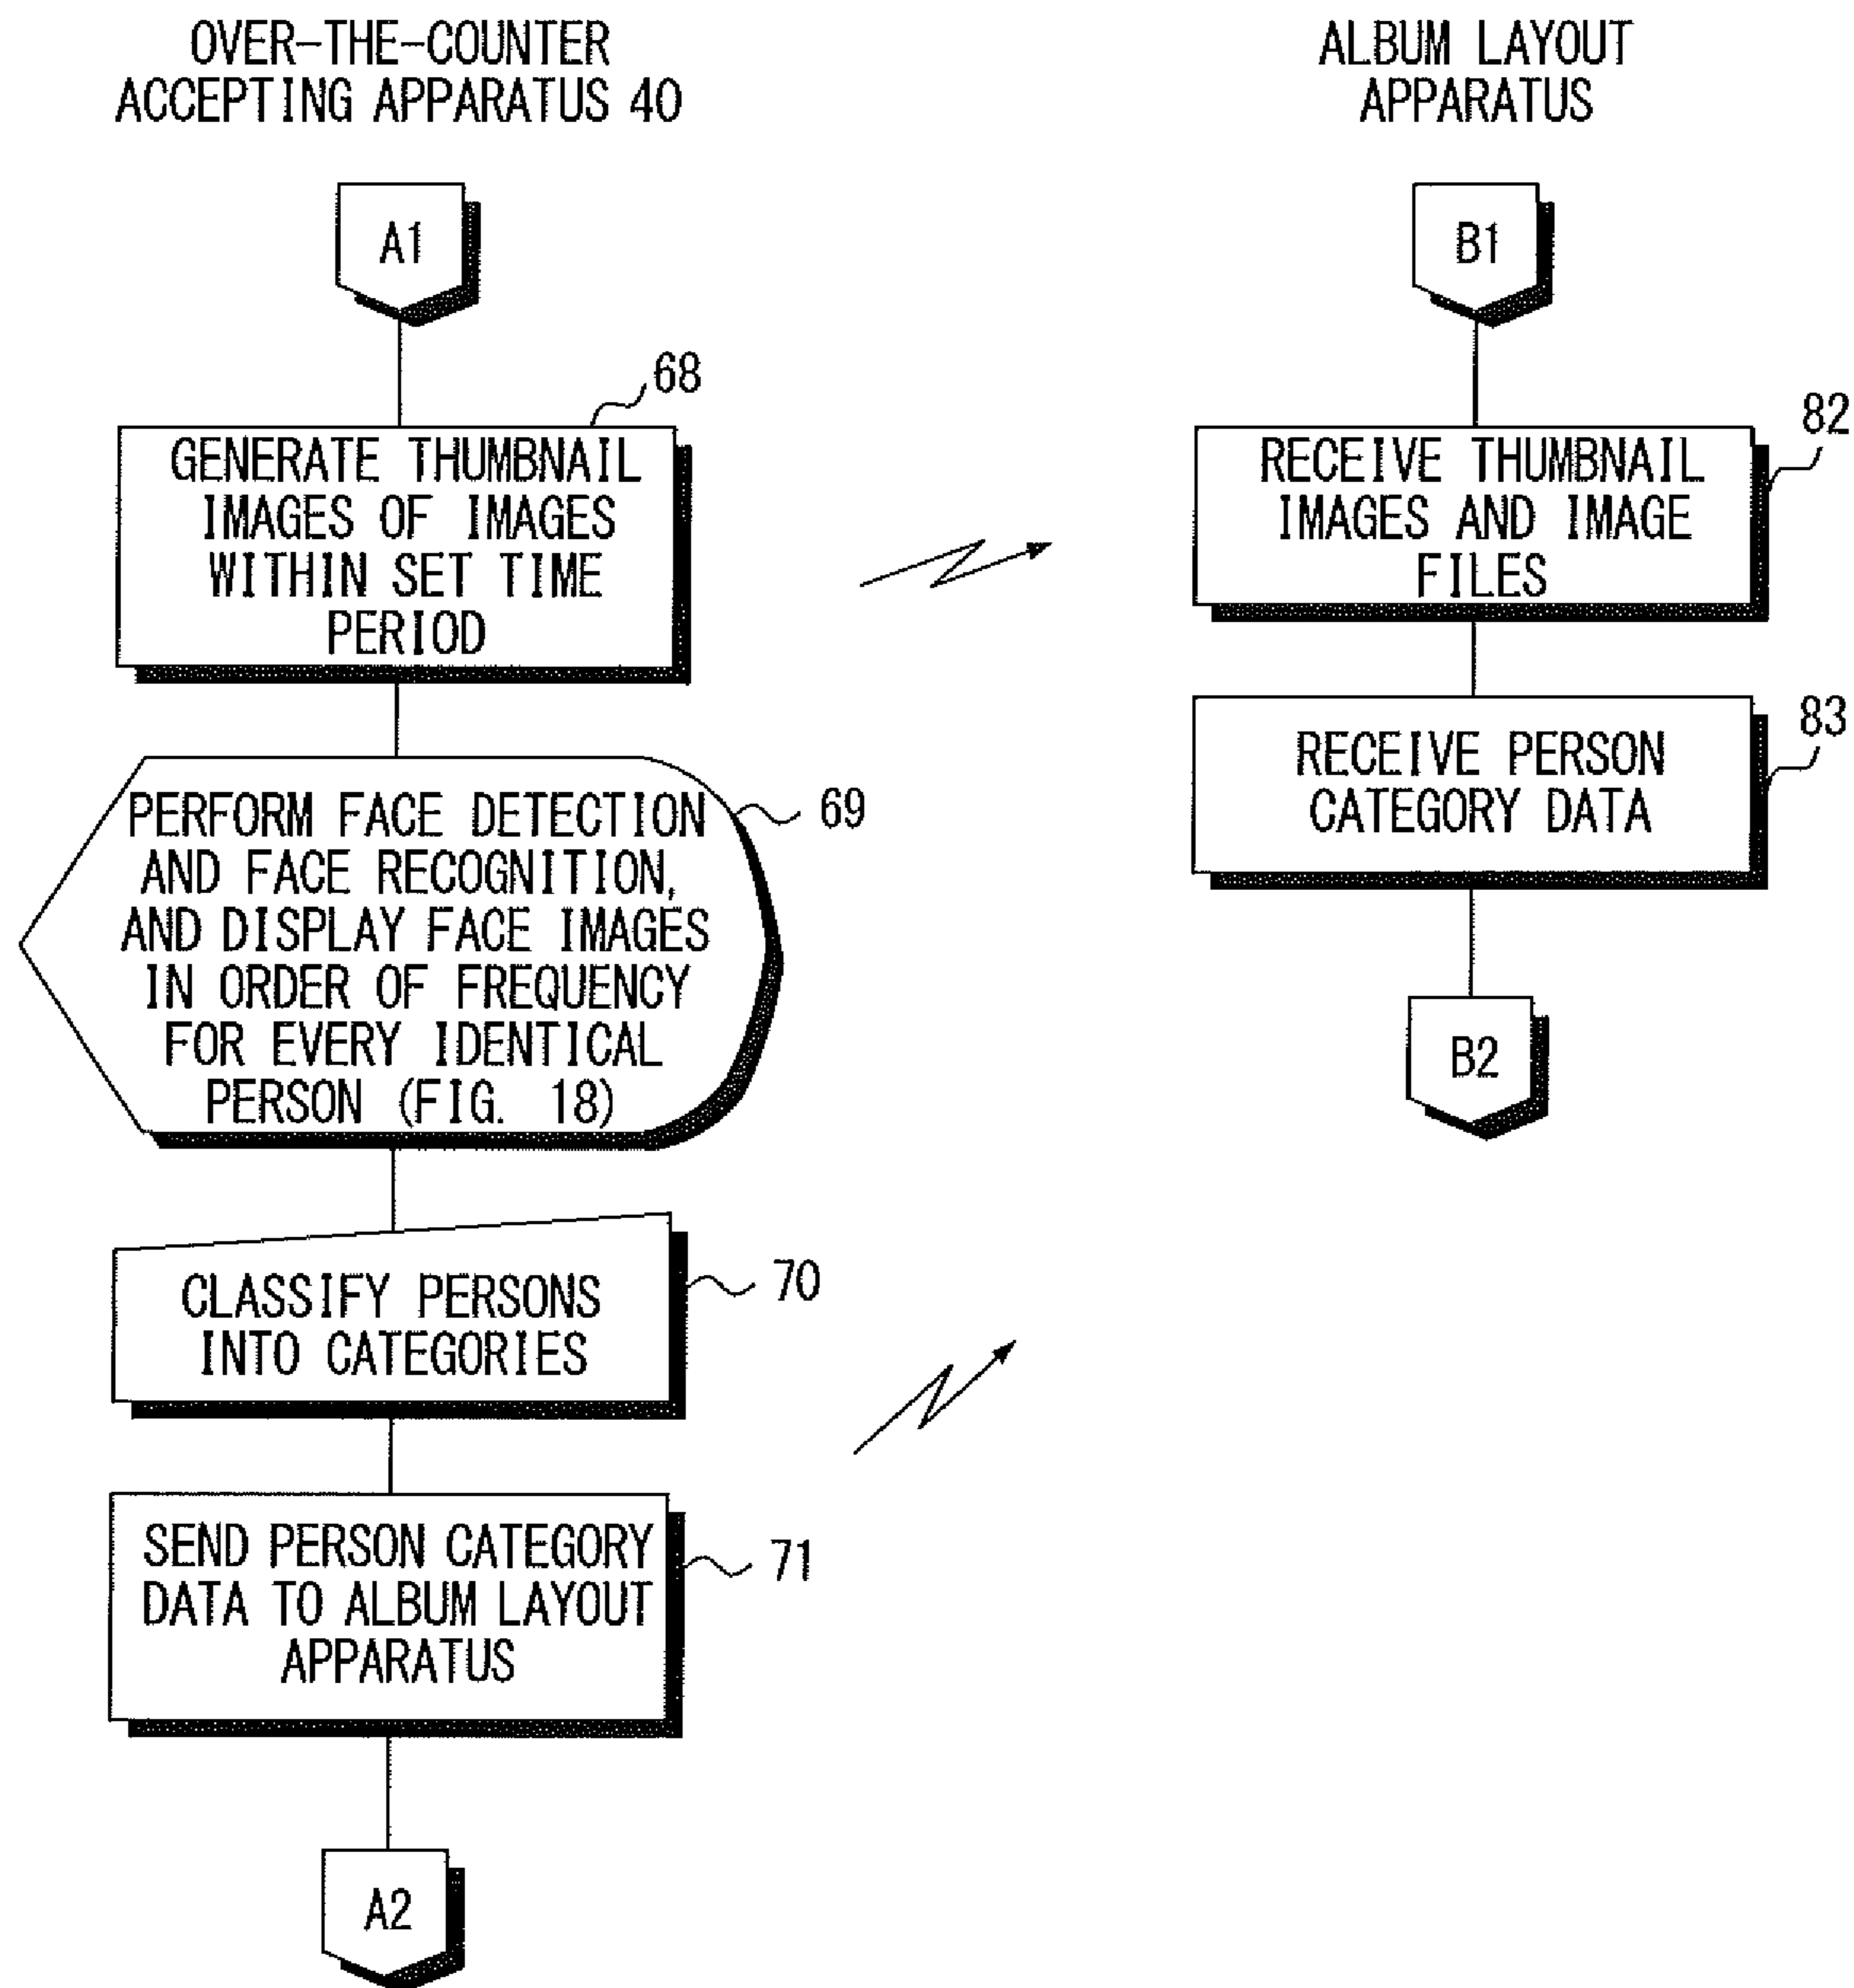 OVER-THE-COUNTER
ACCEPTING APPARATUS 40
A1
68
GENERATE THUMBNAIL
IMAGES OF IMAGES
WITHIN SET TIME
PERIOD
PERFORM FACE DETECTION
AND FACE RECOGNITION,
AND DISPLAY FACE IMAGES
IN ORDER OF FREQUENCY
FOR EVERY IDENTICAL
PERSON (FIG. 18)
69
CLASSIFY PERSONS
INTO CATEGORIES
70
SEND PERSON CATEGORY
DATA TO ALBUM LAYOUT
APPARATUS
71
A2
ALBUM LAYOUT
APPARATUS
B1
82
RECEIVE THUMBNAIL
IMAGES AND IMAGE
FILES
83
RECEIVE PERSON
CATEGORY DATA
B2